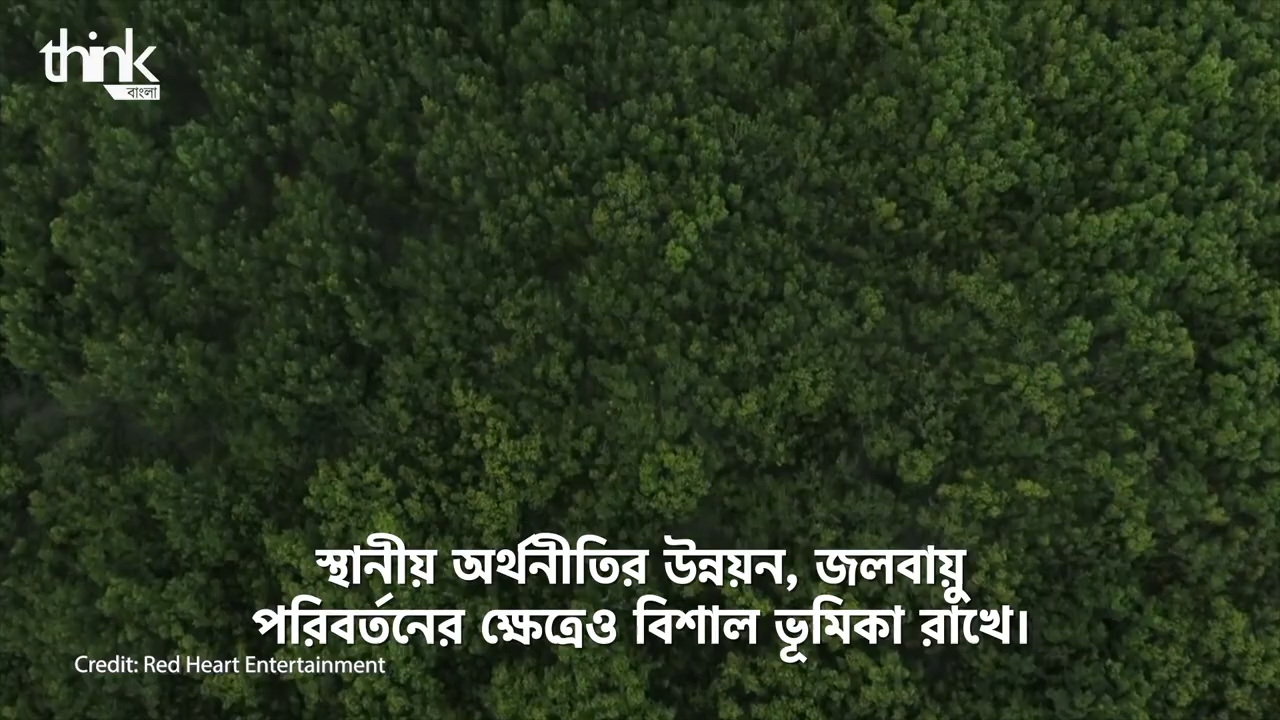 think
বাংলা
স্থানীয় অর্থনীতির উন্নয়ন, জলবায়ু
পরিবর্তনের ক্ষেত্রেও বিশাল ভূমিকা রাখে।
Credit: Red Heart Entertainment